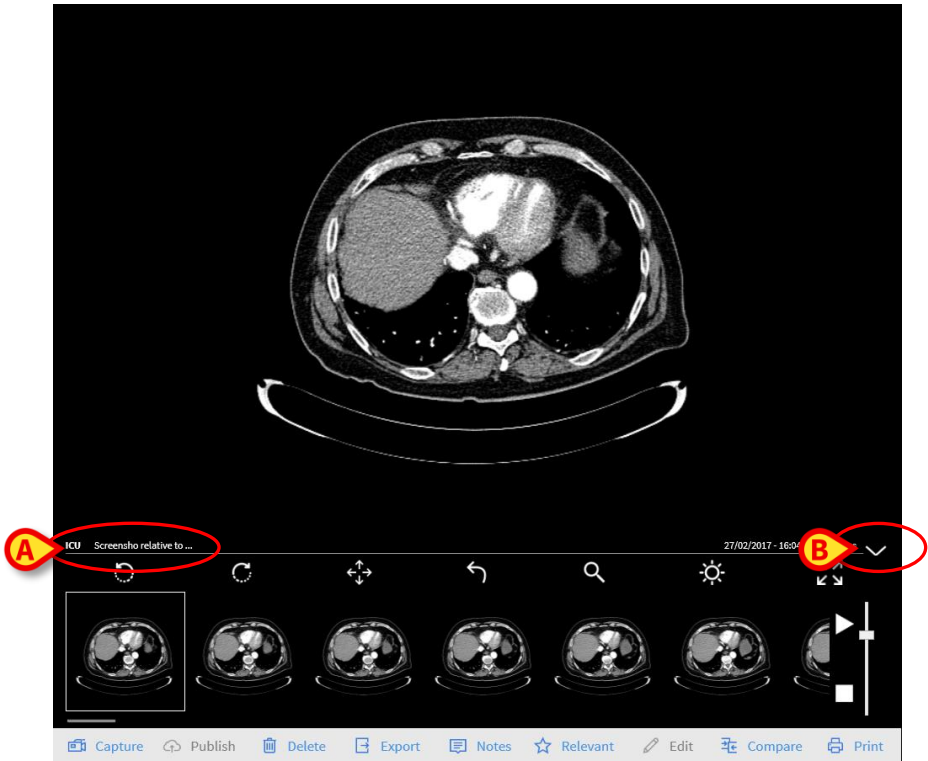 A ICU Screensho relative to ... 27/02/2017 - 16:04 B
Capture Publish Delete Export Notes Relevant Edit Compare Print